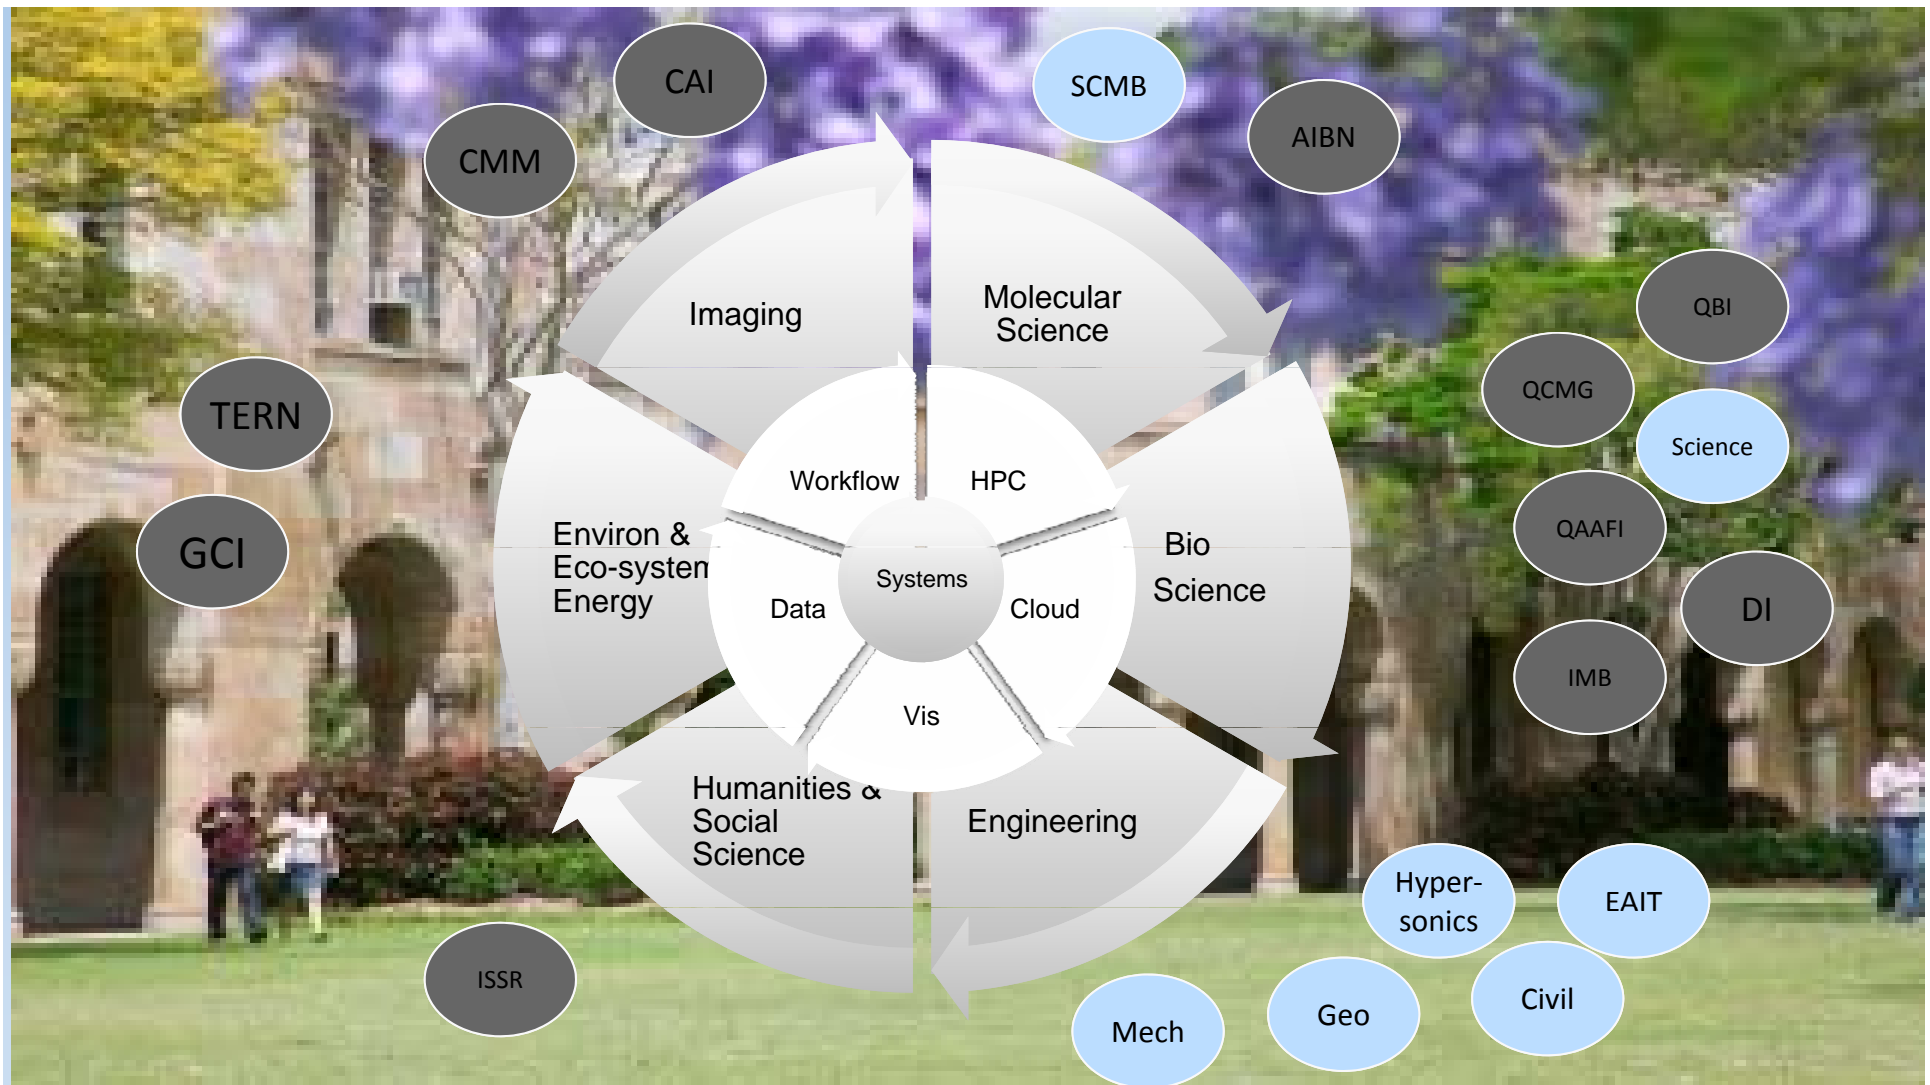 CAI
SCMB
CMM
AIBN
Imaging
Molecular
Science
QBI
QCMG
Science
TERN
GCI
Workflow
HPC
Environ &
Eco-system
Energy
Systems
Data
Cloud
Bio
Science
QAAFI
DI
IMB
Vis
Humanities &
Social
Science
Engineering
Hyper-
sonics
EAIT
ISSR
Mech
Geo
Civil